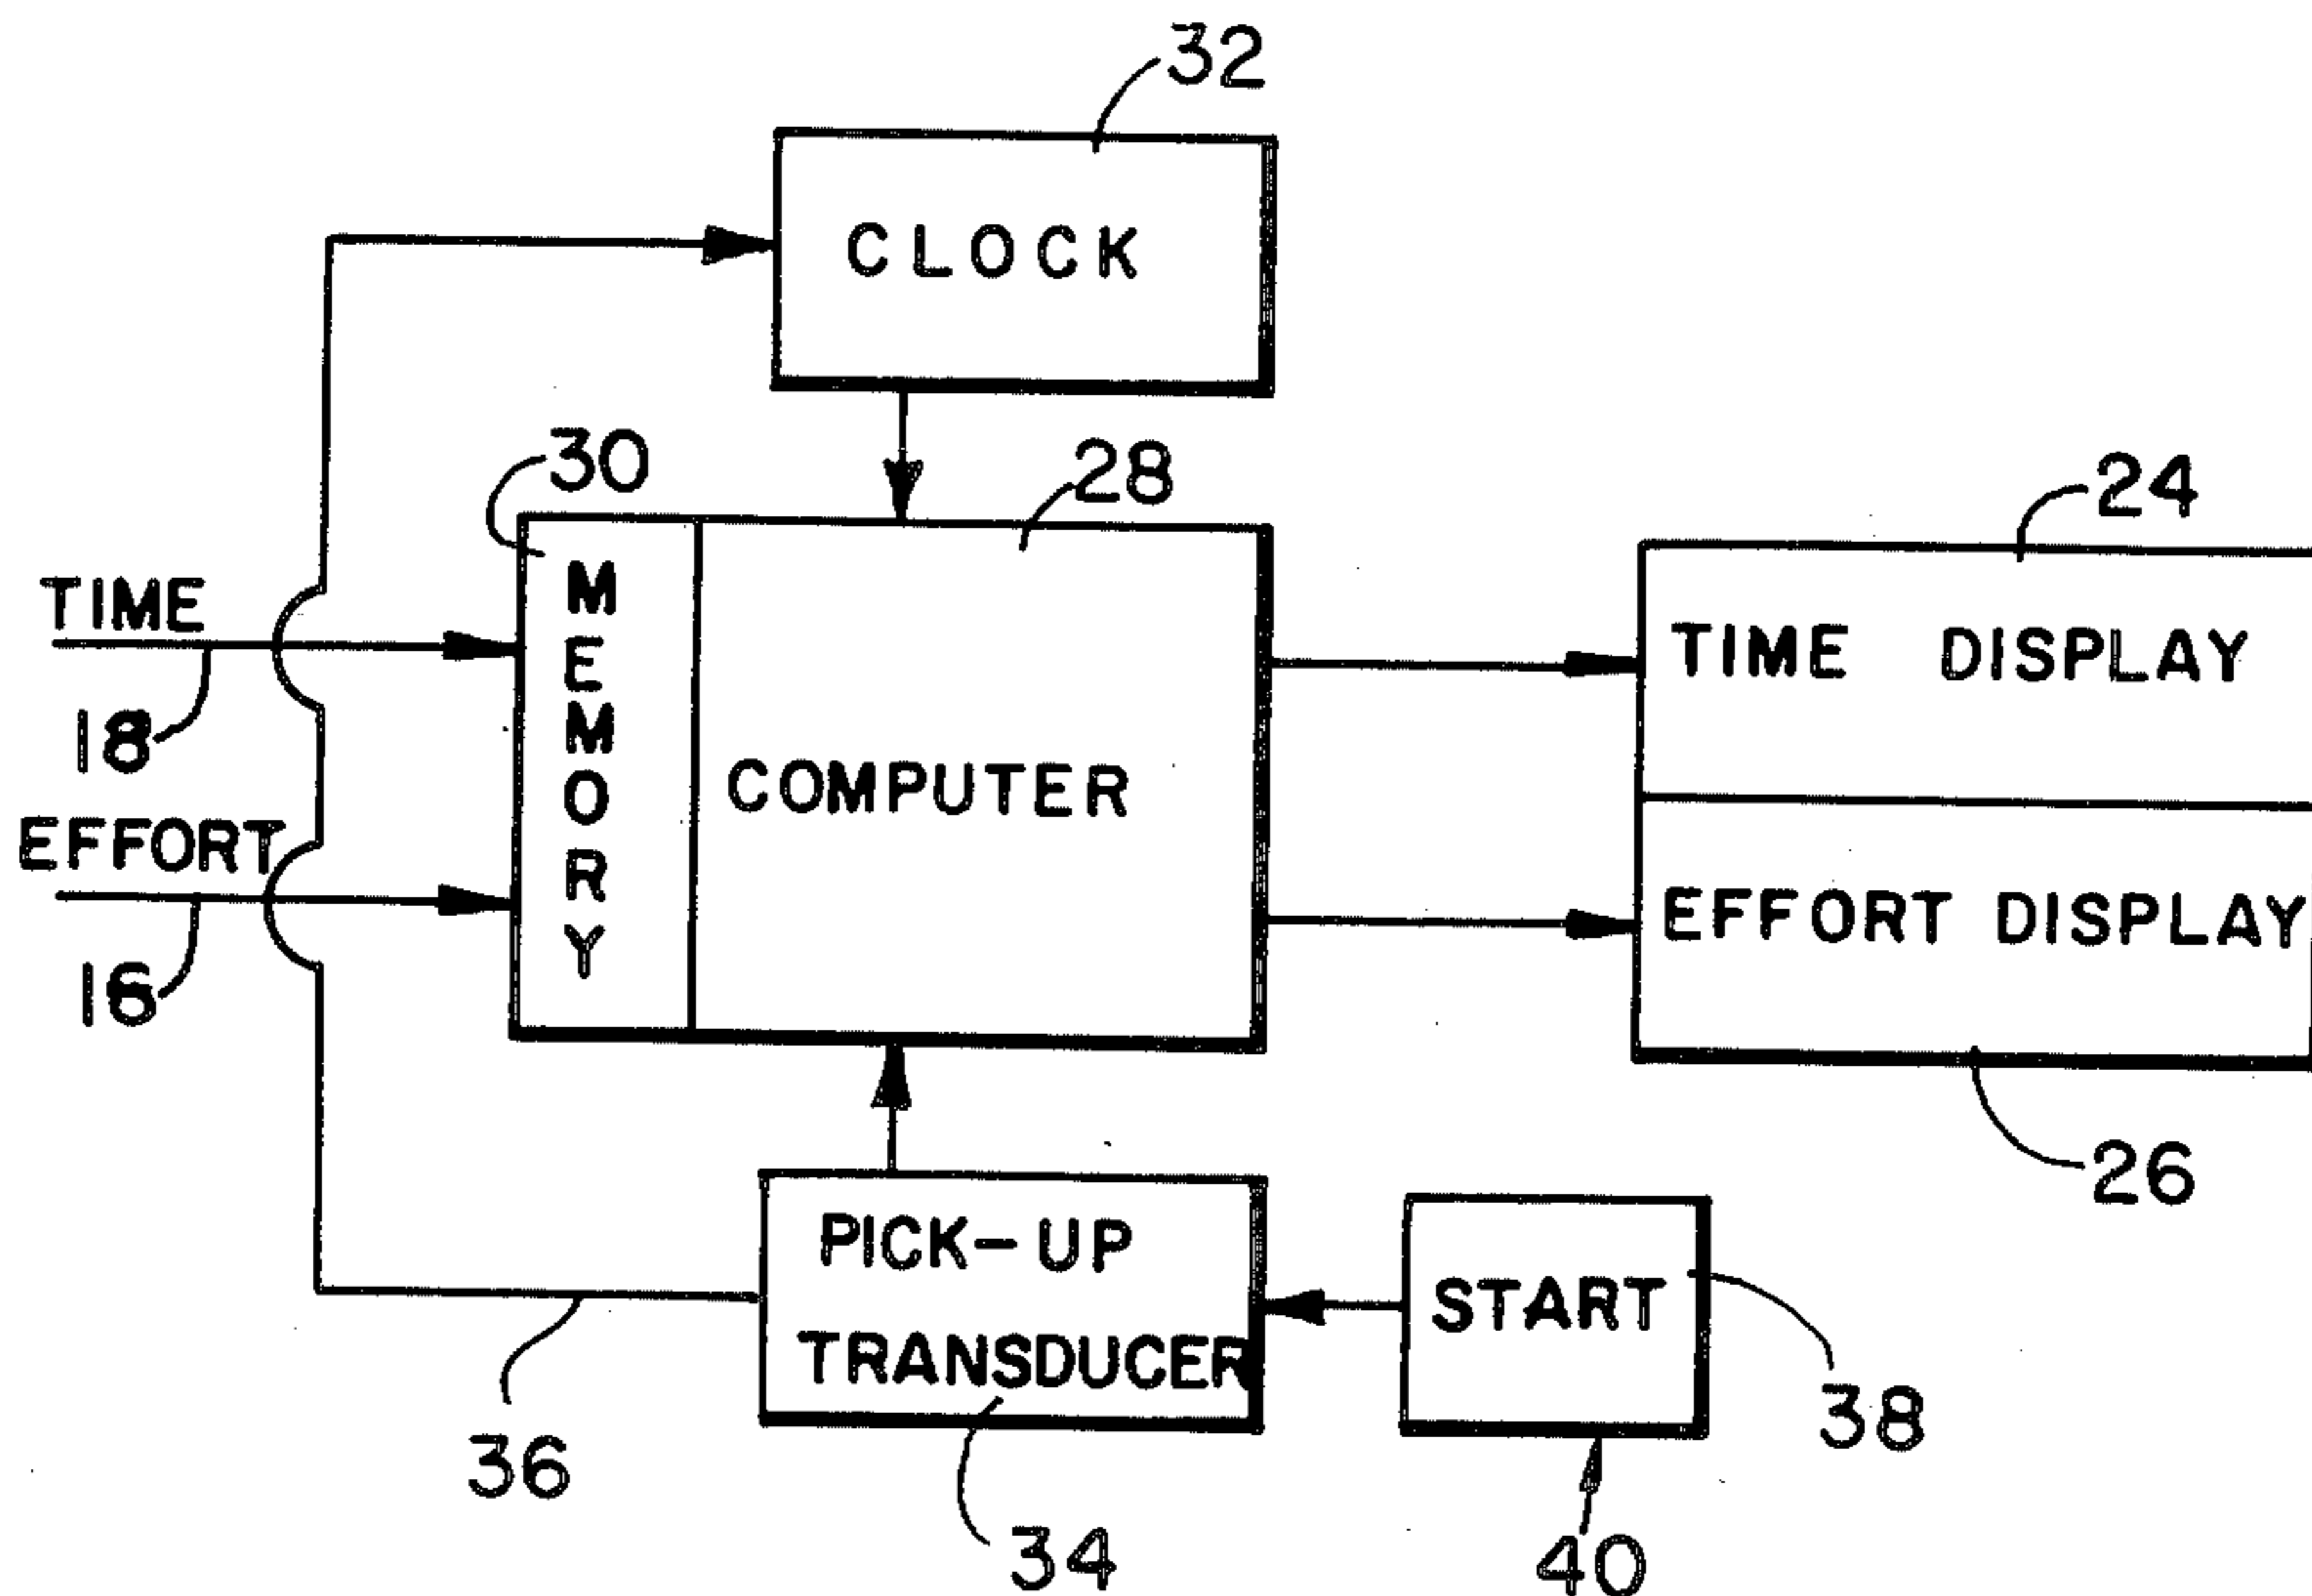 32
CLOCK
30
28
24
TIME
MEMORY
TIME DISPLAY
18
COMPUTER
EFFORT
EFFORT DISPLAY
16
26
PICK-UP
TRANSDUCER
START
38
36
34
40